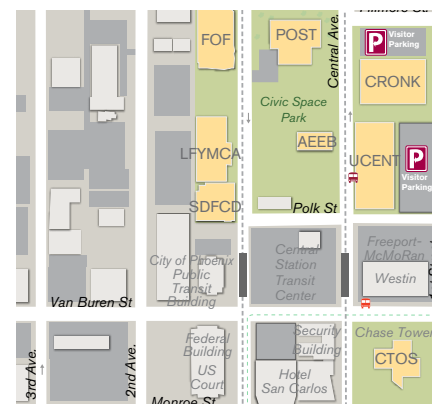 Fillmore St.
FOF
POST
Central Ave.
Visitor
Parking
CRONK
Civic Space
Park
LFYMCA
AEEB
UCENT
Visitor
Parking
SDFCD
Polk St
City of Phoenix
Public
Transit
Building
Central
Station
Transit
Center
Freeport-
McMoRan
Westin
1st St.
Van Buren St
3rd Ave.
2nd Ave.
Federal
Building
US
Court
Security
Building
Hotel
San Carlos
Chase Tower
CTOS
Monroe St